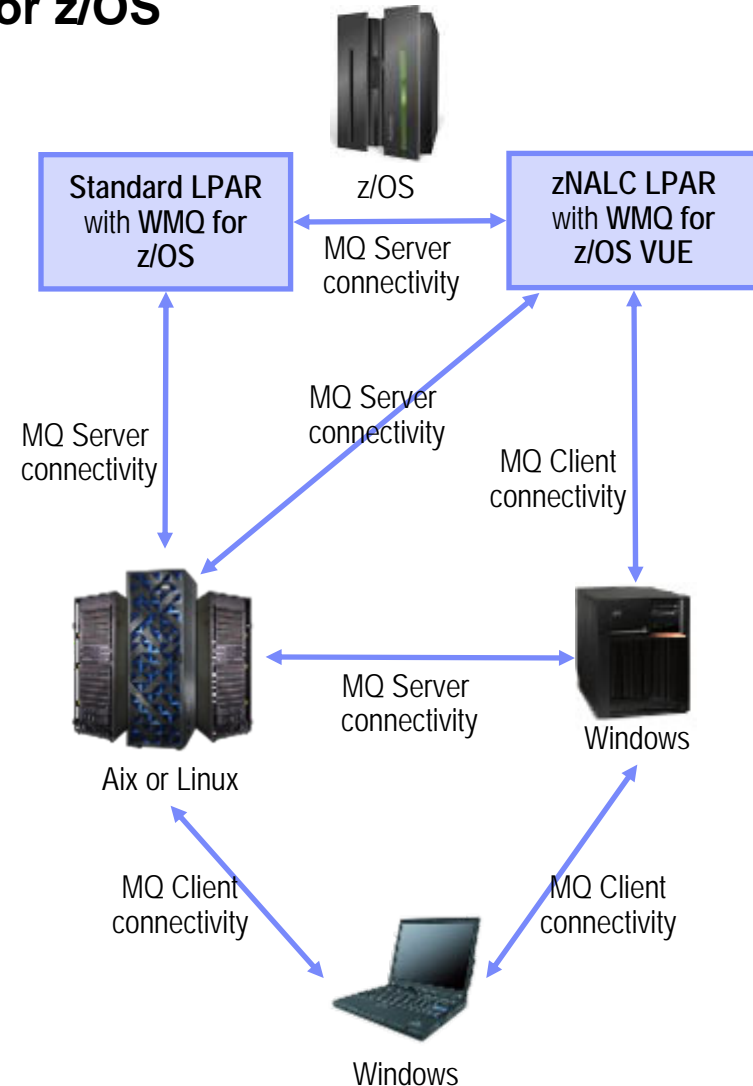 or z/OS
Standard LPAR
with WMQ for
z/OS
z/OS
zNALC LPAR
with WMQ for
z/OS VUE
MQ Server
connectivity
MQ Server
connectivity
MQ Server
connectivity
MQ Client
connectivity
MQ Server
connectivity
Windows
Aix or Linux
MQ Client
connectivity
MQ Client
connectivity
Windows